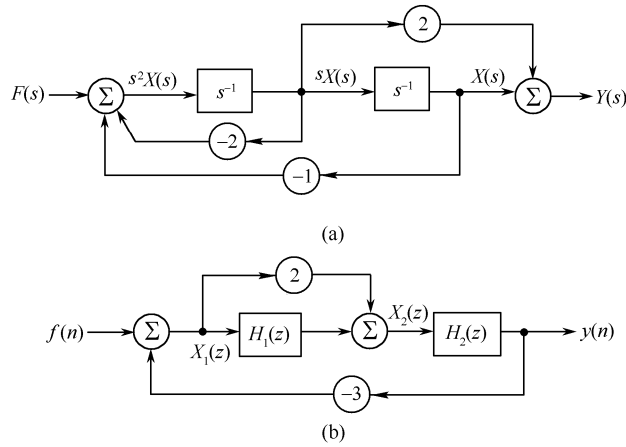 2
F(s) Σ s²X(s) s⁻¹ sX(s) s⁻¹ X(s) Σ Y(s)
−2
−1
(a)
2
f(n) Σ X₁(z) H₁(z) Σ X₂(z) H₂(z) y(n)
−3
(b)